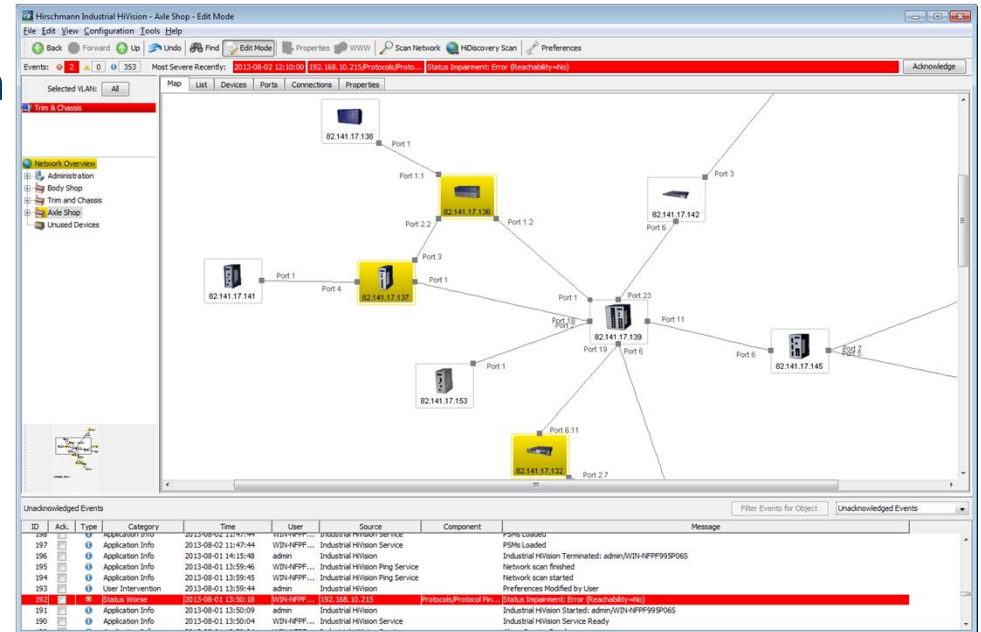 Hirschmann Industrial HiVision - Axle Shop - Edit Mode
File Edit View Configuration Tools Help
Back Forward Up Undo Find Edit Mode Properties WWW Scan Network HiDiscovery Scan Preferences
Events: 2 0 353 Most Severe Recently: 2013-08-02 12:10:00 192.168.10.215/Protocols/Proto... Status Impairment: Error (Reachability=No) Acknowledge
Selected VLAN: All
Map List Devices Ports Connections Properties
Trim & Chassis
Network Overview
Administration
Body Shop
Trim and Chassis
Axle Shop
Unused Devices
82.141.17.138
Port 1
Port 1.1
Port 3
82.141.17.136
82.141.17.142
Port 2.2
Port 1.2
Port 6
Port 3
82.141.17.141
Port 1
Port 4
82.141.17.137
Port 1
Port 1
Port 23
Port 18
Port 2
Port 11
82.141.17.139
Port 19
Port 6
Port 6
Port 7
Port 5
82.141.17.145
Port 1
82.141.17.153
Port 6.11
82.141.17.132
Port 2.7
Unacknowledged Events
Filter Events for Object
Unacknowledged Events
ID Ack. Type Category Time User Source Component Message
198 Application Info 2013-08-02 11:47:44 WIN-NFPF... Industrial HiVision Service PSMs Loaded
197 Application Info 2013-08-02 11:47:44 WIN-NFPF... Industrial HiVision Service PSMs Loaded
196 Application Info 2013-08-01 14:15:48 admin Industrial HiVision Industrial HiVision Terminated: admin/WIN-NFPF995P06S
195 Application Info 2013-08-01 13:59:46 WIN-NFPF... Industrial HiVision Ping Service Network scan finished
194 Application Info 2013-08-01 13:59:45 WIN-NFPF... Industrial HiVision Ping Service Network scan started
193 User Intervention 2013-08-01 13:59:44 admin Industrial HiVision Preferences Modified by User
192 Status Worse 2013-08-01 13:50:18 WIN-NFPF... 192.168.10.215 Protocols/Protocol Pin... Status Impairment: Error (Reachability=No)
191 Application Info 2013-08-01 13:50:09 admin Industrial HiVision Industrial HiVision Started: admin/WIN-NFPF995P06S
190 Application Info 2013-08-01 13:50:04 WIN-NFPF... Industrial HiVision Service Industrial HiVision Service Ready